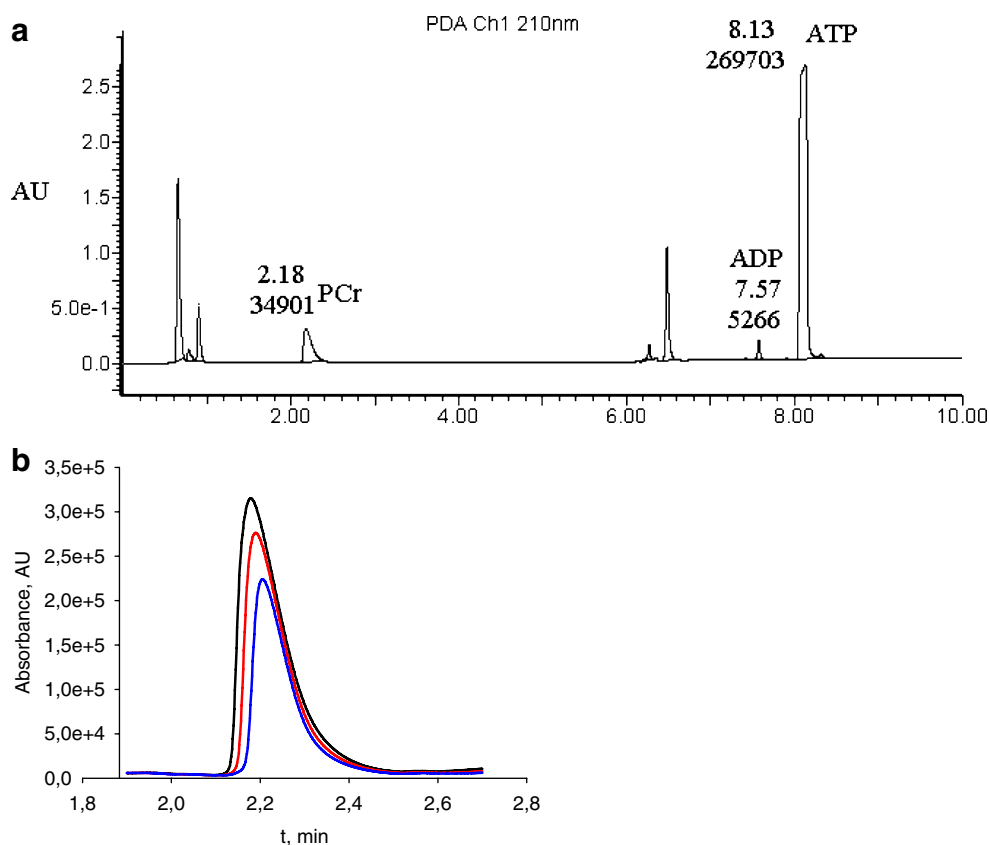 a
PDA Ch1 210nm
8.13 ATP
269703
2.5
2.0
AU
1.5
1.0
ADP
2.18
7.57
34901 PCr
5.0e-1
5266
0.0
2.00 4.00 6.00 8.00 10.00
b
3,5e+5
3,0e+5
2,5e+5
2,0e+5
1,5e+5
1,0e+5
5,0e+4
0,0
Absorbance, AU
1,8 2,0 2,2 2,4 2,6 2,8
t, min